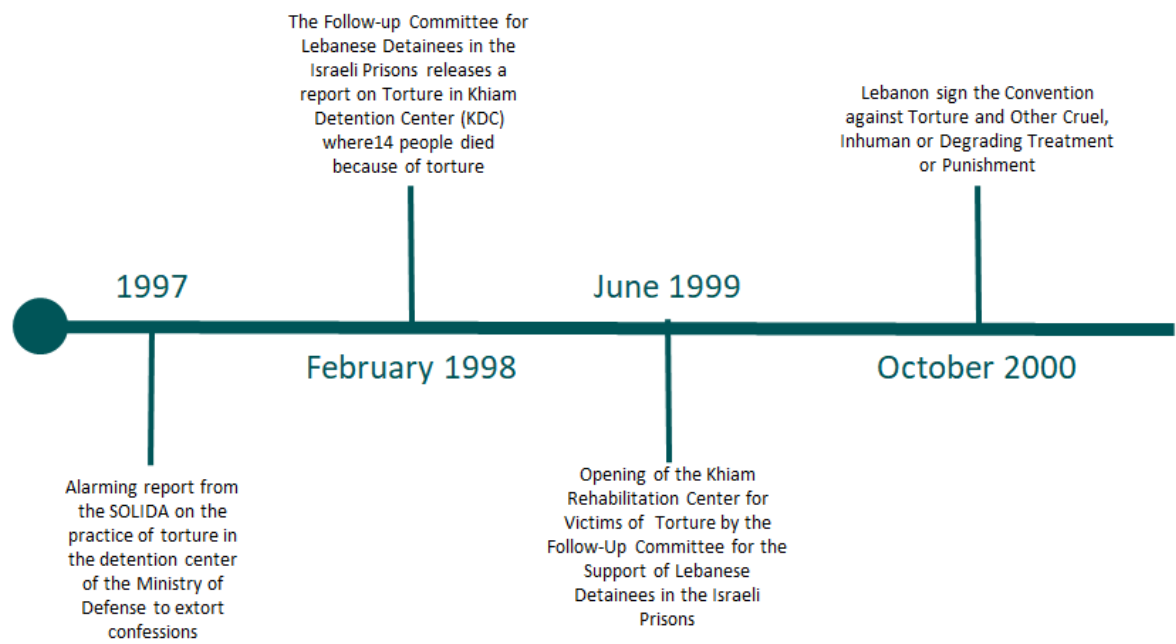 The Follow-up Committee for
Lebanese Detainees in the
Israeli Prisons releases a
report on Torture in Khiam
Detention Center (KDC)
where14 people died
because of torture
Lebanon sign the Convention
against Torture and Other Cruel,
Inhuman or Degrading Treatment
or Punishment
1997
June 1999
February 1998
October 2000
Alarming report from
the SOLIDA on the
practice of torture in
the detention center
of the Ministry of
Defense to extort
confessions
Opening of the Khiam
Rehabilitation Center for
Victims of Torture by the
Follow-Up Committee for the
Support of Lebanese
Detainees in the Israeli
Prisons